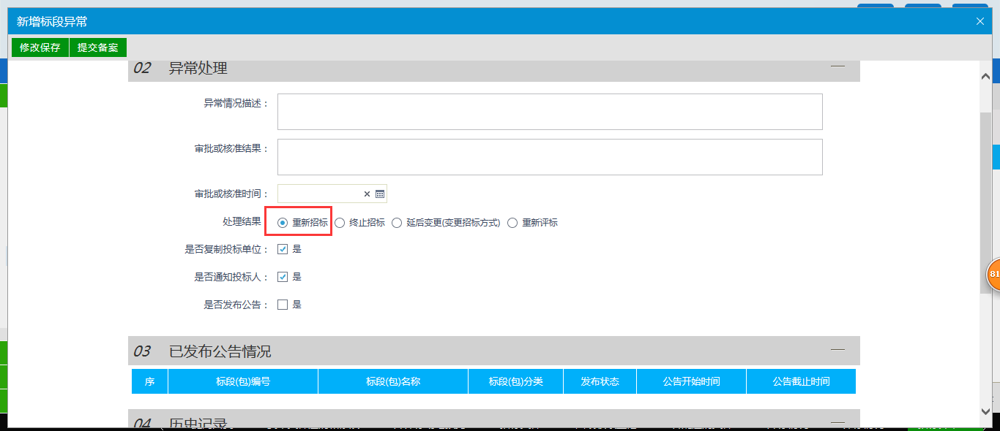 新增标段异常
修改保存 提交备案
02 异常处理
异常情况描述：
审批或核准结果：
审批或核准时间：
处理结果 重新招标 终止招标 延后变更(变更招标方式) 重新评标
是否复制投标单位： 是
是否通知投标人： 是
是否发布公告： 是
81
03 已发布公告情况
序 标段(包)编号 标段(包)名称 标段(包)分类 发布状态 公告开始时间 公告截止时间
04 历史记录